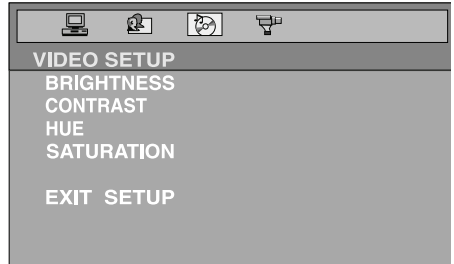 VIDEO SETUP
BRIGHTNESS
CONTRAST
HUE
SATURATION
EXIT SETUP